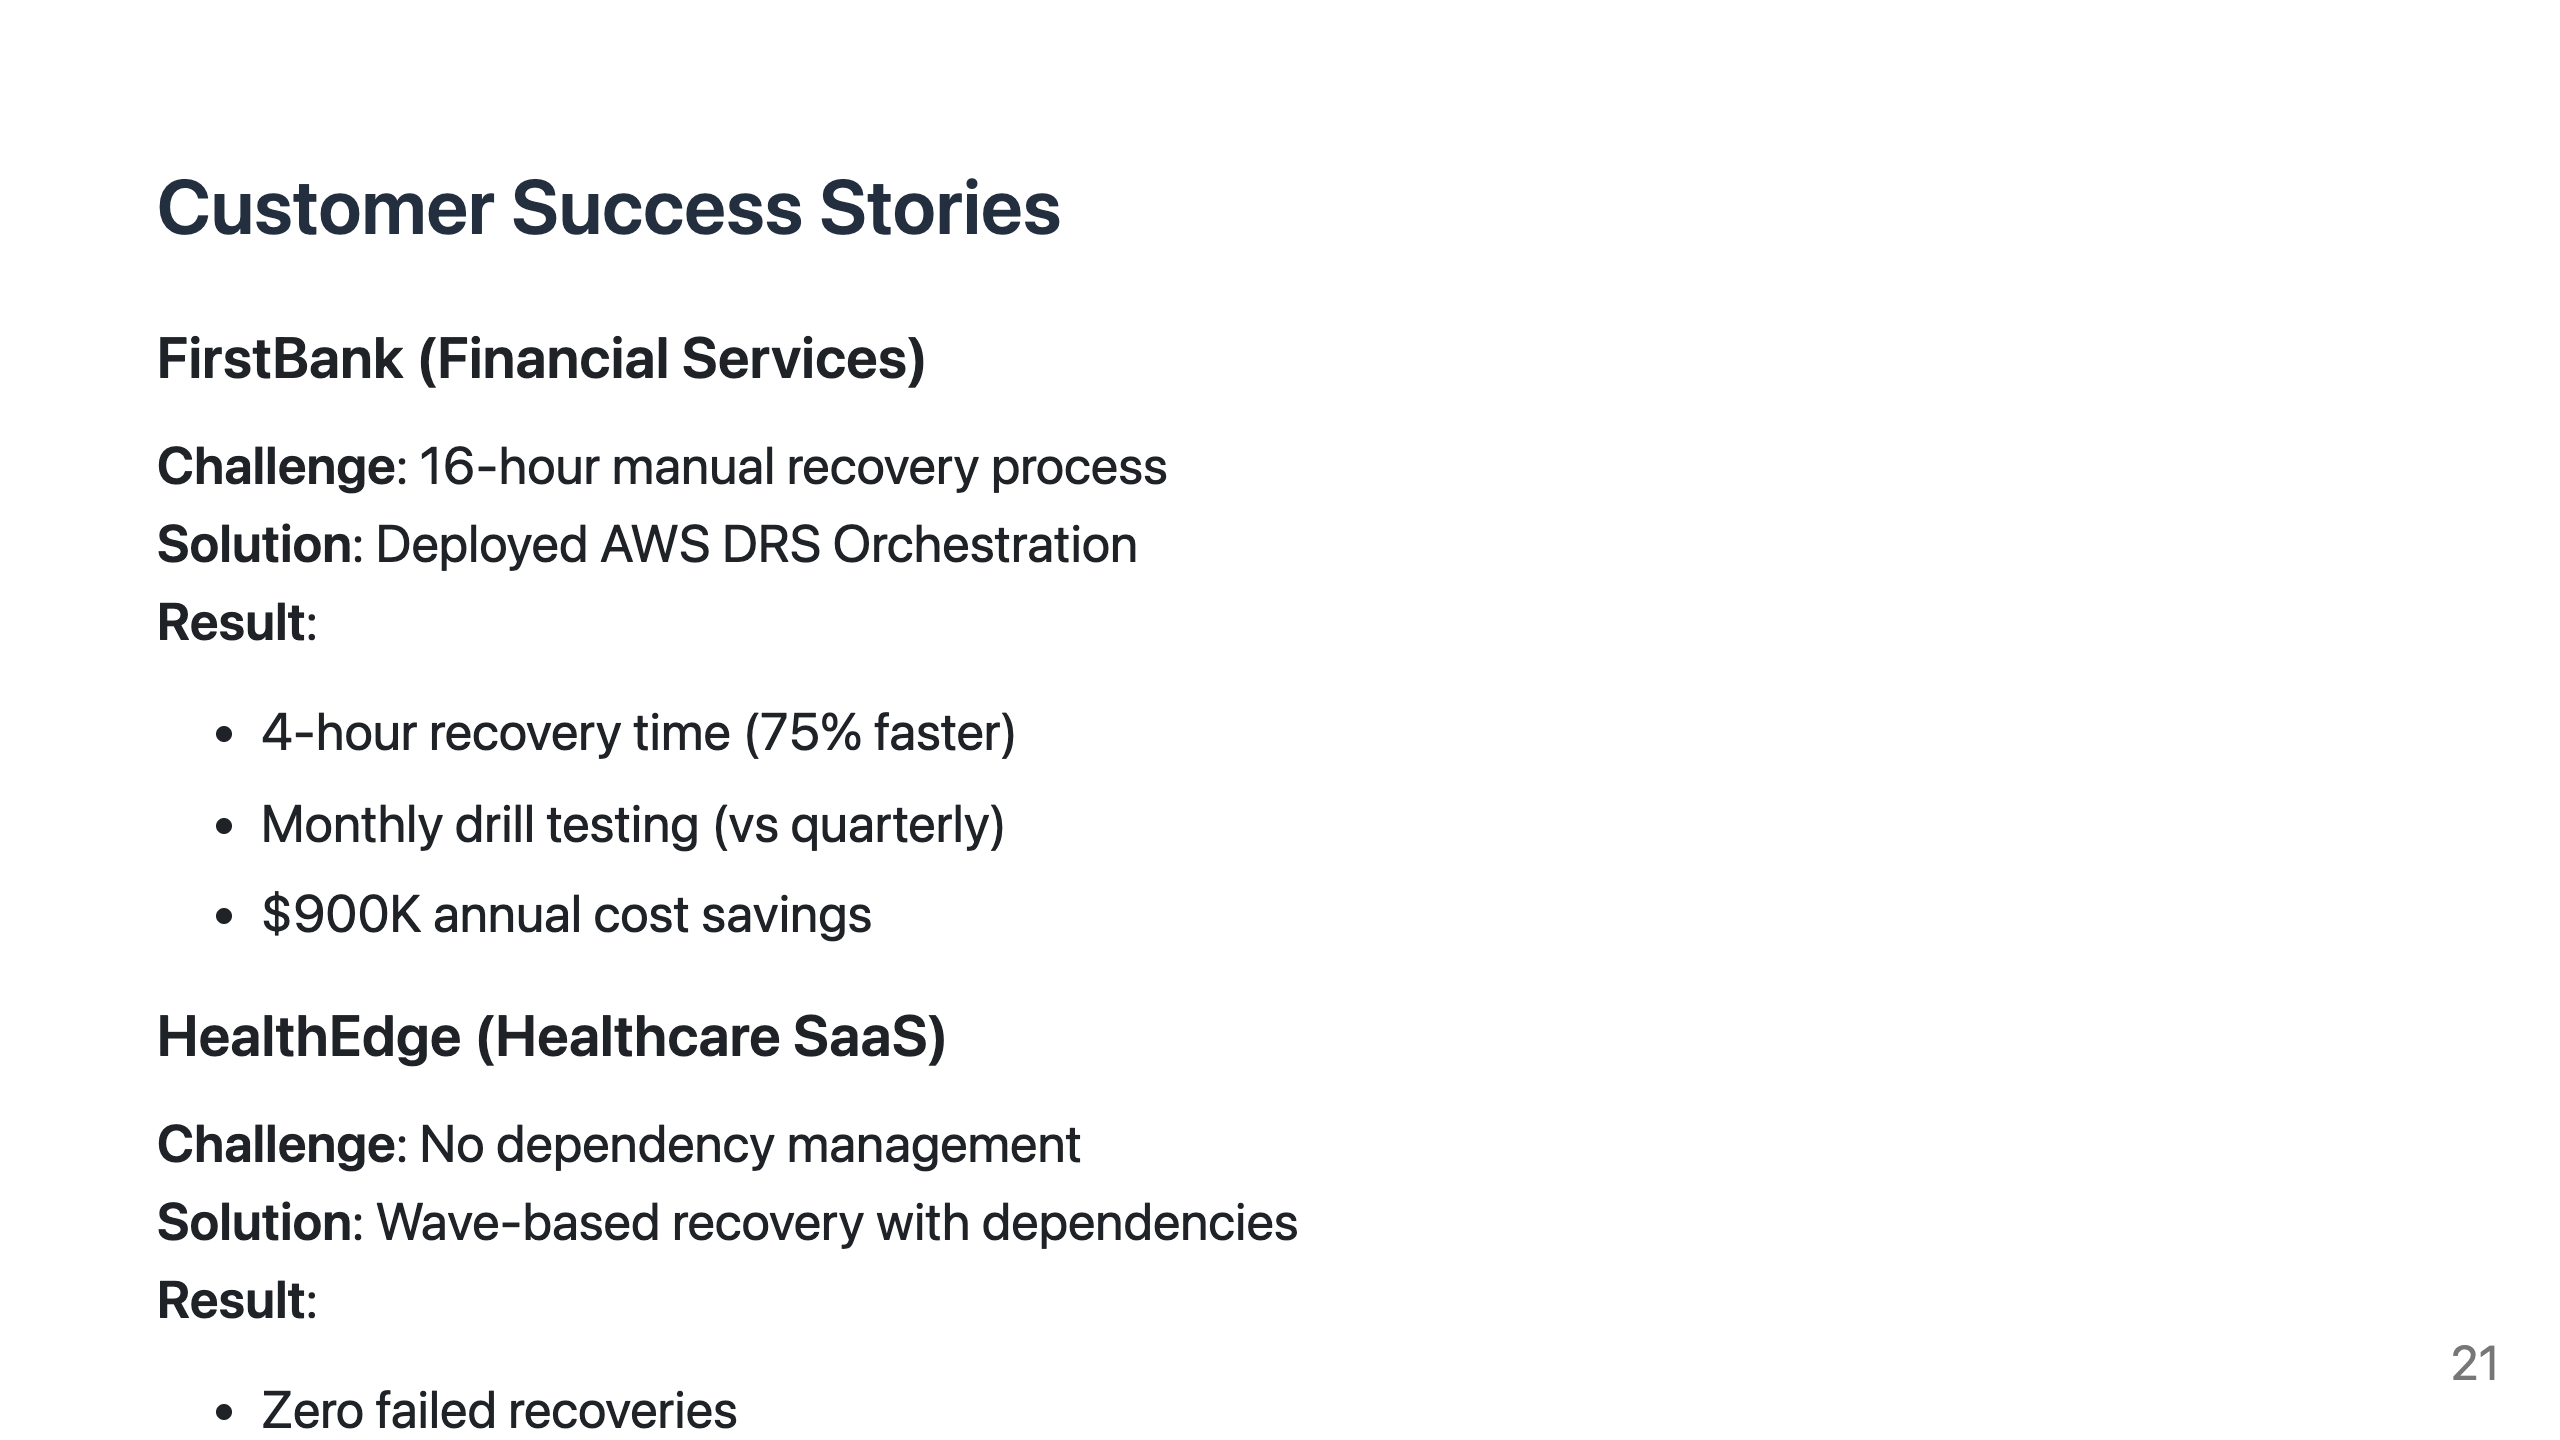 Customer Success Stories
FirstBank (Financial Services)
Challenge: 16-hour manual recovery process
Solution: Deployed AWS DRS Orchestration
Result:
• 4-hour recovery time (75% faster)
• Monthly drill testing (vs quarterly)
• $900K annual cost savings
HealthEdge (Healthcare SaaS)
Challenge: No dependency management
Solution: Wave-based recovery with dependencies
Result:
• Zero failed recoveries
21